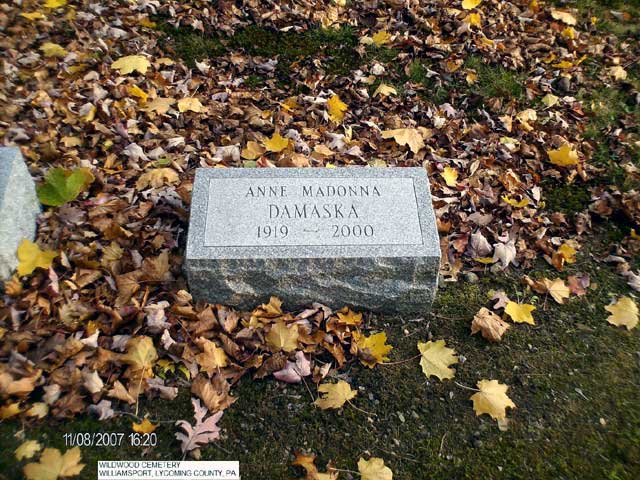 ANNE MADONNA
DAMASKA
1919 ~ 2000
11/08/2007 16:20
WILDWOOD CEMETERY
WILLIAMSPORT, LYCOMING COUNTY, PA